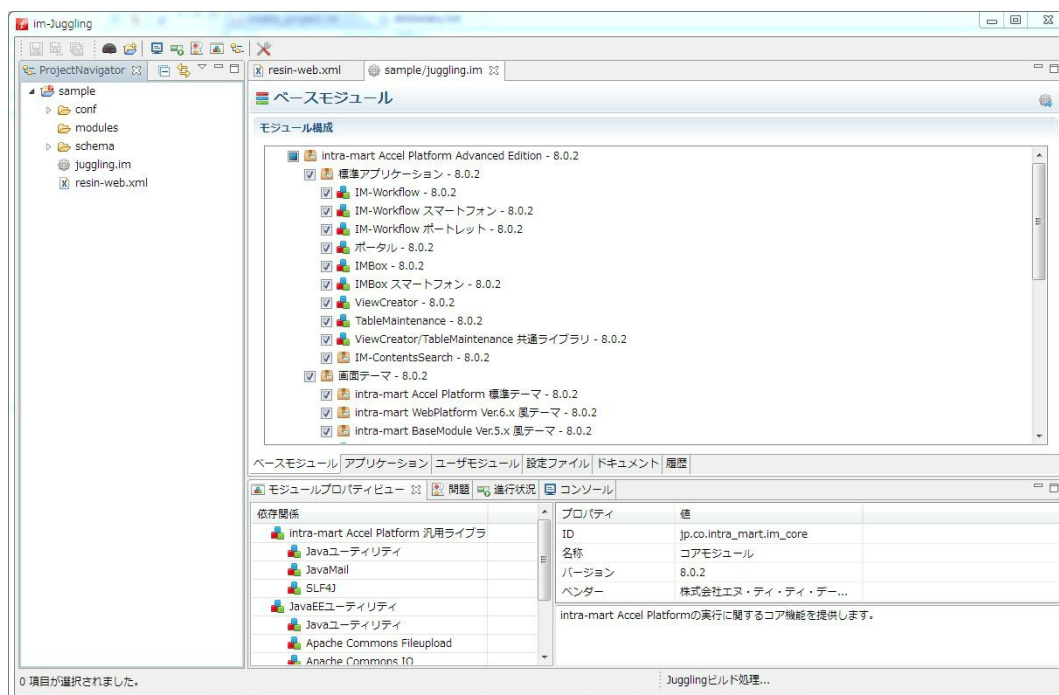 im-Juggling
ProjectNavigator
sample
conf
modules
schema
juggling.im
resin-web.xml
resin-web.xml
sample/juggling.im
ベースモジュール
モジュール構成
intra-mart Accel Platform Advanced Edition - 8.0.2
標準アプリケーション - 8.0.2
IM-Workflow - 8.0.2
IM-Workflow スマートフォン - 8.0.2
IM-Workflow ポートレット - 8.0.2
ポータル - 8.0.2
IMBox - 8.0.2
IMBox スマートフォン - 8.0.2
ViewCreator - 8.0.2
TableMaintenance - 8.0.2
ViewCreator/TableMaintenance 共通ライブラリ - 8.0.2
IM-ContentsSearch - 8.0.2
画面テーマ - 8.0.2
intra-mart Accel Platform 標準テーマ - 8.0.2
intra-mart WebPlatform Ver.6.x 風テーマ - 8.0.2
intra-mart BaseModule Ver.5.x 風テーマ - 8.0.2
ベースモジュール アプリケーション ユーザモジュール 設定ファイル ドキュメント 履歴
モジュールプロパティビュー 問題 進行状況 コンソール
依存関係
intra-mart Accel Platform 汎用ライブラ
Javaユーティリティ
JavaMail
SLF4J
JavaEEユーティリティ
Javaユーティリティ
Apache Commons Fileupload
Apache Commons IO
プロパティ 値
ID jp.co.intra_mart.im_core
名称 コアモジュール
バージョン 8.0.2
ベンダー 株式会社エヌ・ティ・ティ・デー...
intra-mart Accel Platformの実行に関するコア機能を提供します。
0 項目が選択されました。
Jugglingビルド処理...